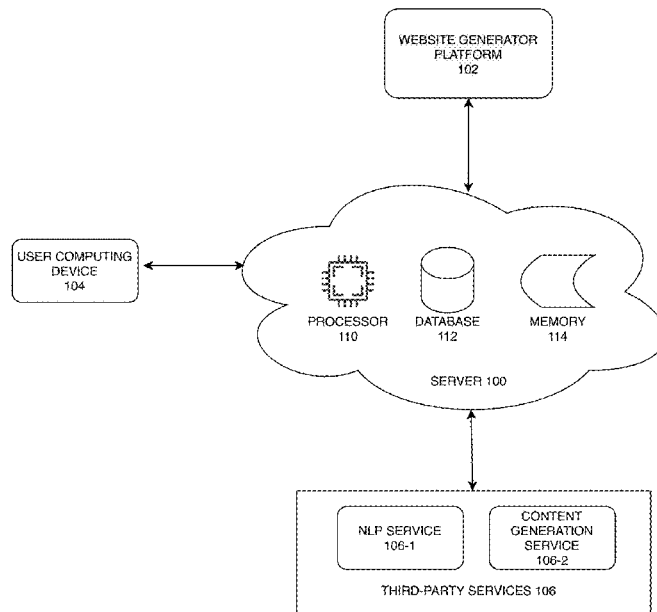 WEBSITE GENERATOR
PLATFORM
102
USER COMPUTING
DEVICE
104
PROCESSOR
110
DATABASE
112
MEMORY
114
SERVER 100
NLP SERVICE
106-1
CONTENT
GENERATION
SERVICE
106-2
THIRD-PARTY SERVICES 106